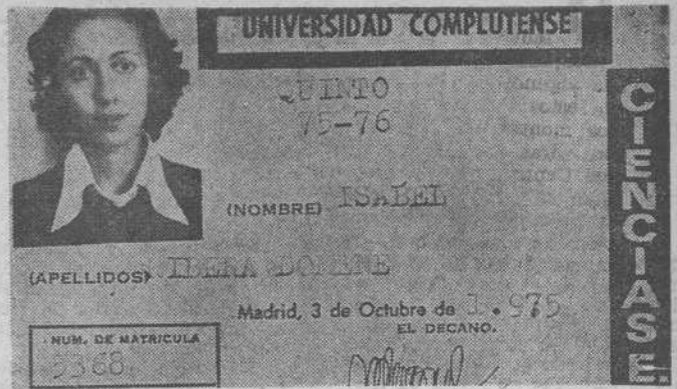 UNIVERSIDAD COMPLUTENSE
QUINTO
75-76
(NOMBRE) ISABEL
(APELLIDOS)
Madrid, 3 de Octubre de 1.975
EL DECANO.
NUM. DE MATRICULA
5368
CIENCIAS E.